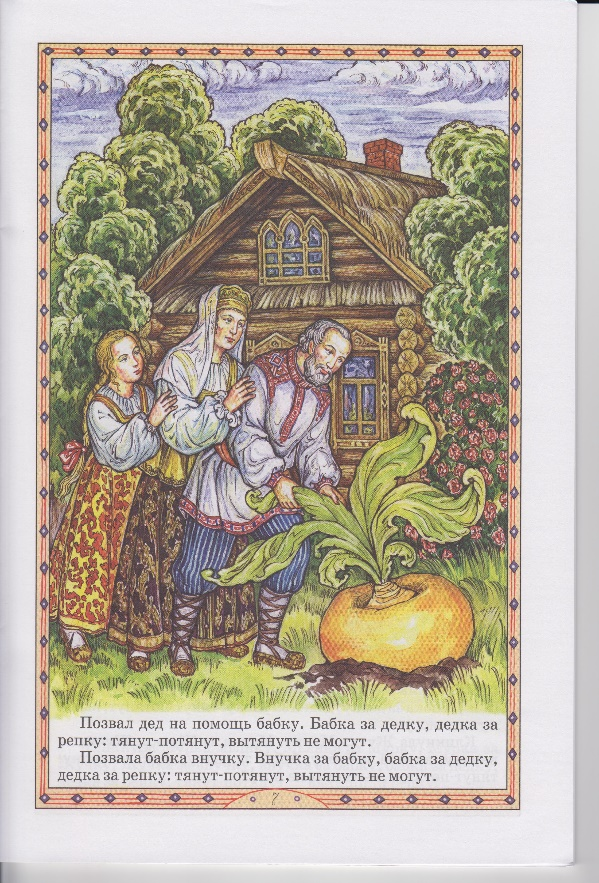 Позвал дед на помощь бабку. Бабка за дедку, дедка за
репку: тянут-потянут, вытянуть не могут.
Позвала бабка внучку. Внучка за бабку, бабка за дедку,
дедка за репку: тянут-потянут, вытянуть не могут.
7